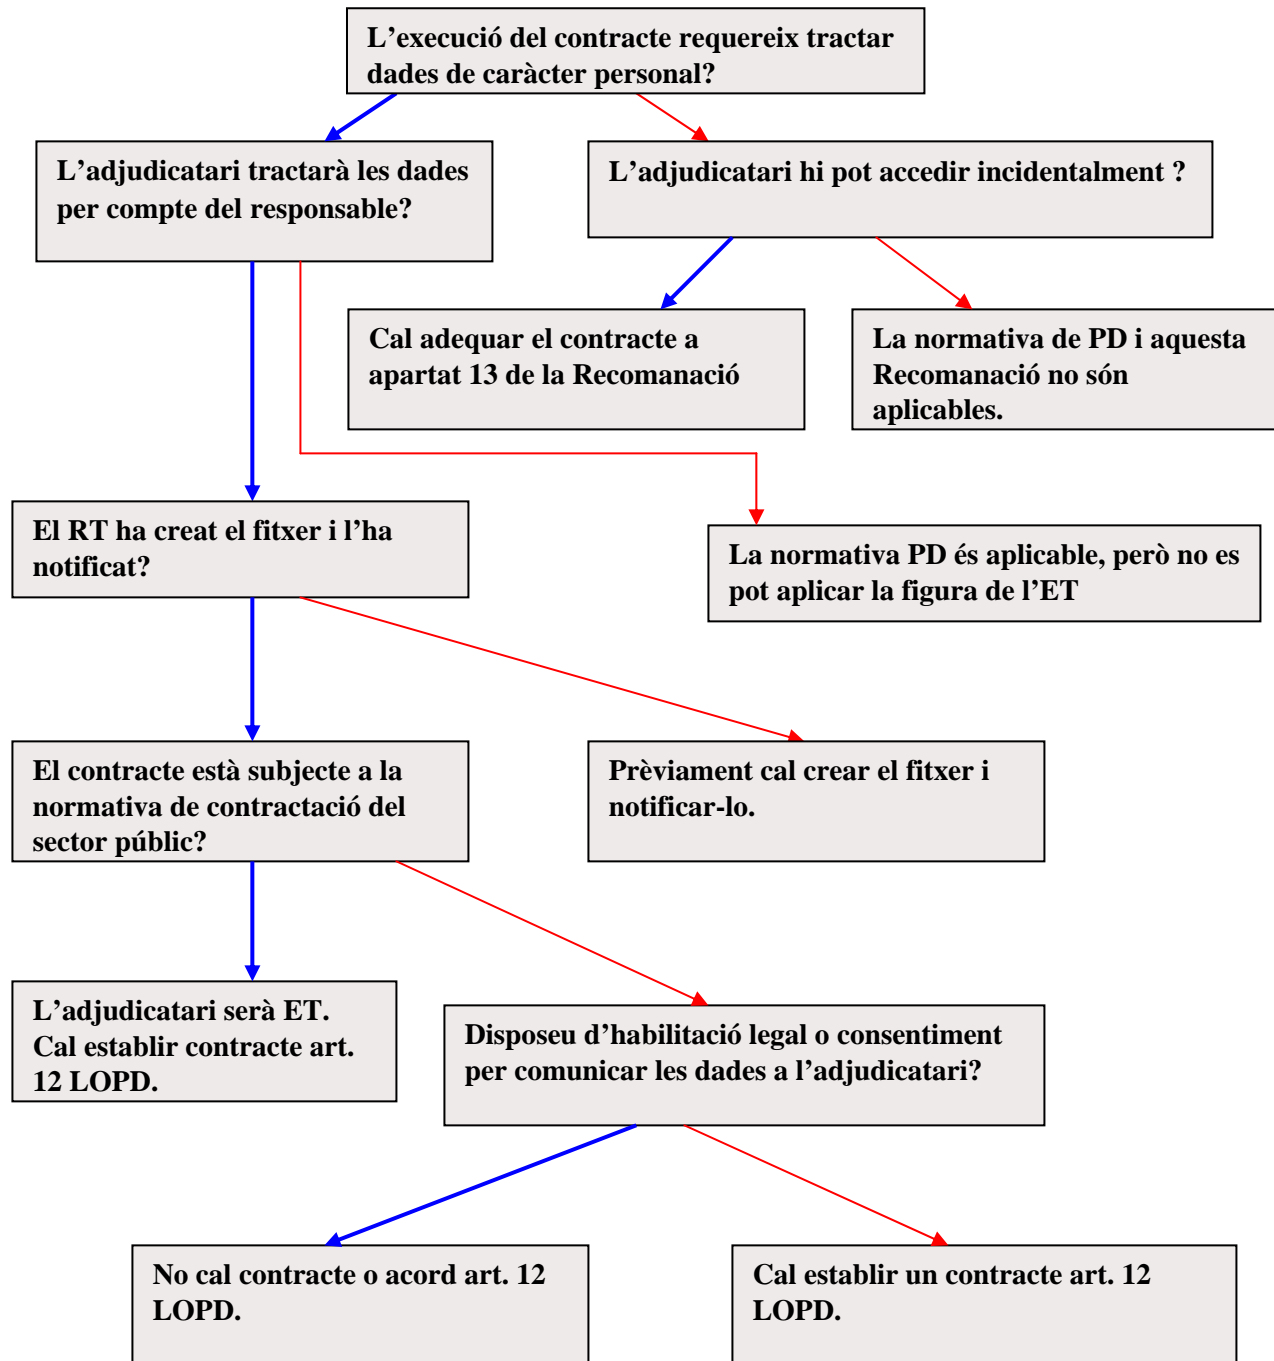 L’execució del contracte requereix tractar
dades de caràcter personal?
L’adjudicatari tractarà les dades
per compte del responsable?
L’adjudicatari hi pot accedir incidentalment ?
Cal adequar el contracte a
apartat 13 de la Recomanació
La normativa de PD i aquesta
Recomanació no són
aplicables.
El RT ha creat el fitxer i l’ha
notificat?
La normativa PD és aplicable, però no es
pot aplicar la figura de l’ET
El contracte està subjecte a la
normativa de contractació del
sector públic?
Prèviament cal crear el fitxer i
notificar-lo.
L’adjudicatari serà ET.
Cal establir contracte art.
12 LOPD.
Disposeu d’habilitació legal o consentiment
per comunicar les dades a l’adjudicatari?
No cal contracte o acord art. 12
LOPD.
Cal establir un contracte art. 12
LOPD.